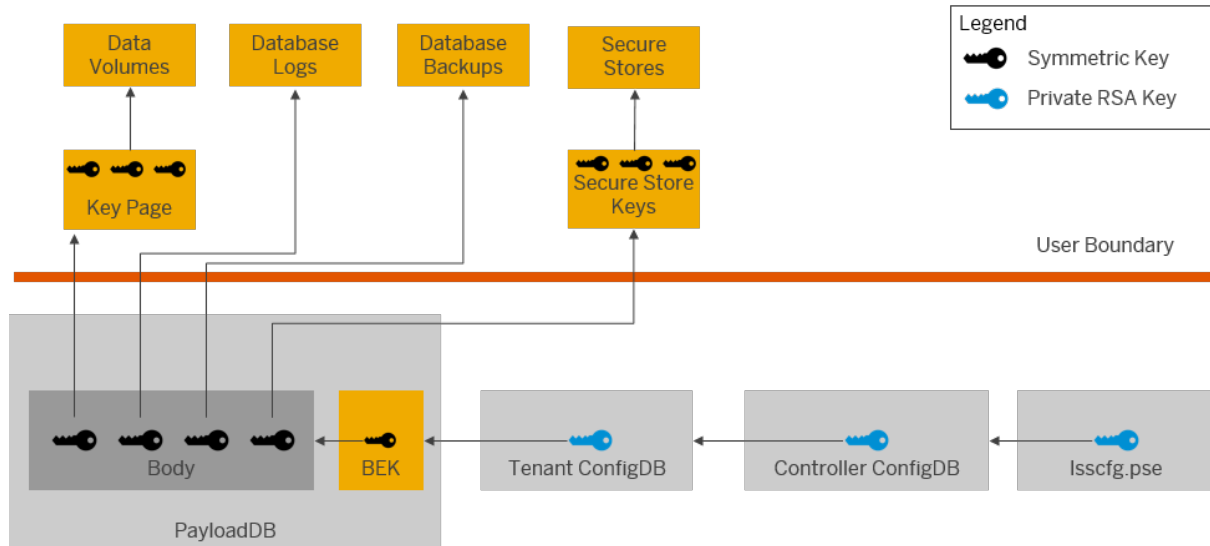 Data
Volumes
Database
Logs
Database
Backups
Secure
Stores
Legend
Symmetric Key
Private RSA Key
Key Page
Secure Store
Keys
User Boundary
Body
BEK
Tenant ConfigDB
Controller ConfigDB
lsscfg.pse
PayloadDB